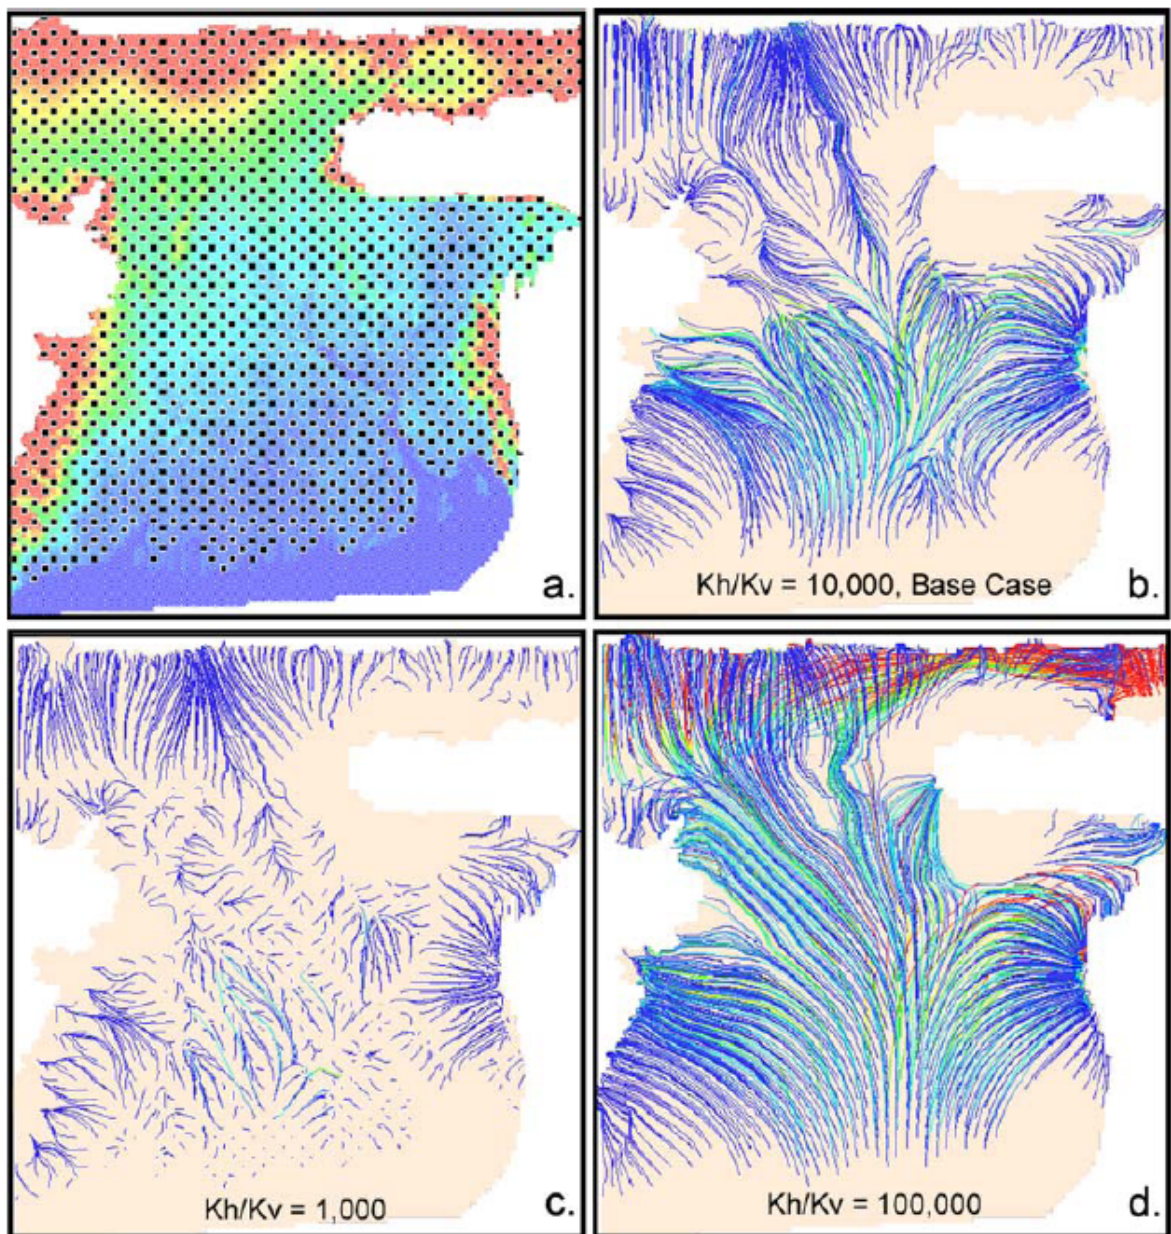 a.
Kh/Kv = 10,000, Base Case
b.
Kh/Kv = 1,000
c.
Kh/Kv = 100,000
d.